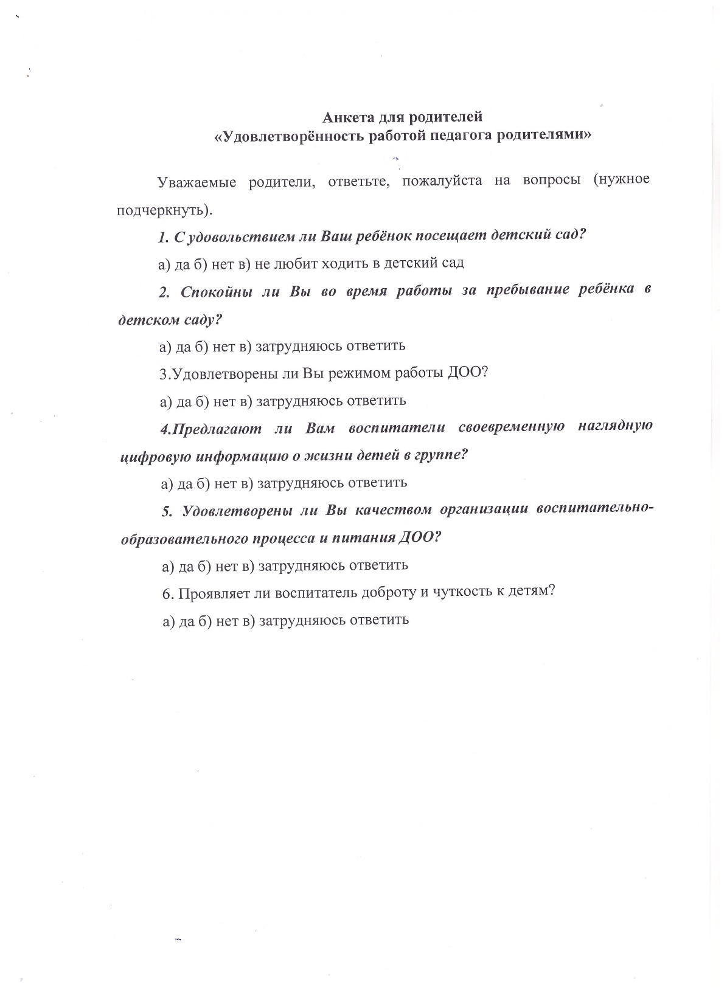 Анкета для родителей
«Удовлетворённость работой педагога родителями»
Уважаемые родители, ответьте, пожалуйста на вопросы (нужное
подчеркнуть).
1. С удовольствием ли Ваш ребёнок посещает детский сад?
а) да б) нет в) не любит ходить в детский сад
2. Спокойны ли Вы во время работы за пребывание ребёнка в
детском саду?
а) да б) нет в) затрудняюсь ответить
3.Удовлетворены ли Вы режимом работы ДОО?
а) да б) нет в) затрудняюсь ответить
4.Предлагают ли Вам воспитатели своевременную наглядную
цифровую информацию о жизни детей в группе?
а) да б) нет в) затрудняюсь ответить
5. Удовлетворены ли Вы качеством организации воспитательно-
образовательного процесса и питания ДОО?
а) да б) нет в) затрудняюсь ответить
6. Проявляет ли воспитатель доброту и чуткость к детям?
а) да б) нет в) затрудняюсь ответить